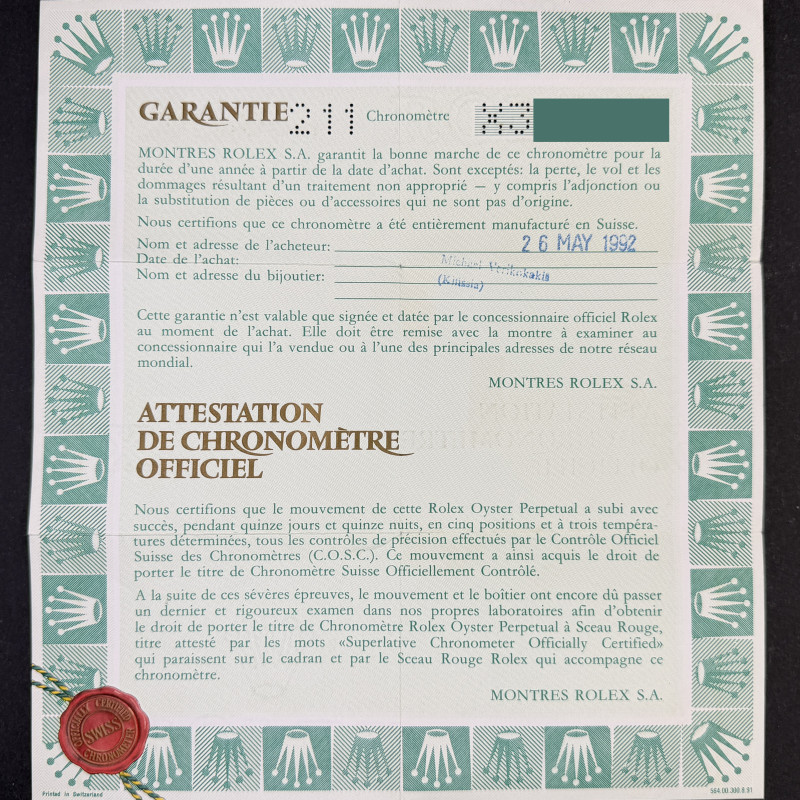 GARANTIE 211 Chronomètre N3
MONTRES ROLEX S.A. garantit la bonne marche de ce chronomètre pour la
durée d'une année à partir de la date d'achat. Sont exceptés: la perte, le vol et les
dommages résultant d'un traitement non approprié — y compris l'adjonction ou
la substitution de pièces ou d'accessoires qui ne sont pas d'origine.
Nous certifions que ce chronomètre a été entièrement manufacturé en Suisse.
Nom et adresse de l'acheteur: 26 MAY 1992
Date de l'achat: Michael
Nom et adresse du bijoutier:
Cette garantie n'est valable que signée et datée par le concessionnaire officiel Rolex
au moment de l'achat. Elle doit être remise avec la montre à examiner au
concessionnaire qui l'a vendue ou à l'une des principales adresses de notre réseau
mondial.
MONTRES ROLEX S.A.
ATTESTATION
DE CHRONOMÈTRE
OFFICIEL
Nous certifions que le mouvement de cette Rolex Oyster Perpetual a subi avec
succès, pendant quinze jours et quinze nuits, en cinq positions et à trois tempéra-
tures déterminées, tous les contrôles de précision effectués par le Contrôle Officiel
Suisse des Chronomètres (C.O.S.C.). Ce mouvement a ainsi acquis le droit de
porter le titre de Chronomètre Suisse Officiellement Contrôlé.
A la suite de ces sévères épreuves, le mouvement et le boîtier ont encore dû passer
un dernier et rigoureux examen dans nos propres laboratoires afin d'obtenir
le droit de porter le titre de Chronomètre Rolex Oyster Perpetual à Sceau Rouge,
titre attesté par les mots «Superlative Chronometer Officially Certified»
qui paraissent sur le cadran et par le Sceau Rouge Rolex qui accompagne ce
chronomètre.
MONTRES ROLEX S.A.
OFFICIALLY CERTIFIED
SWISS
CHRONOMETER
Printed in Switzerland
564.00.300.8.91